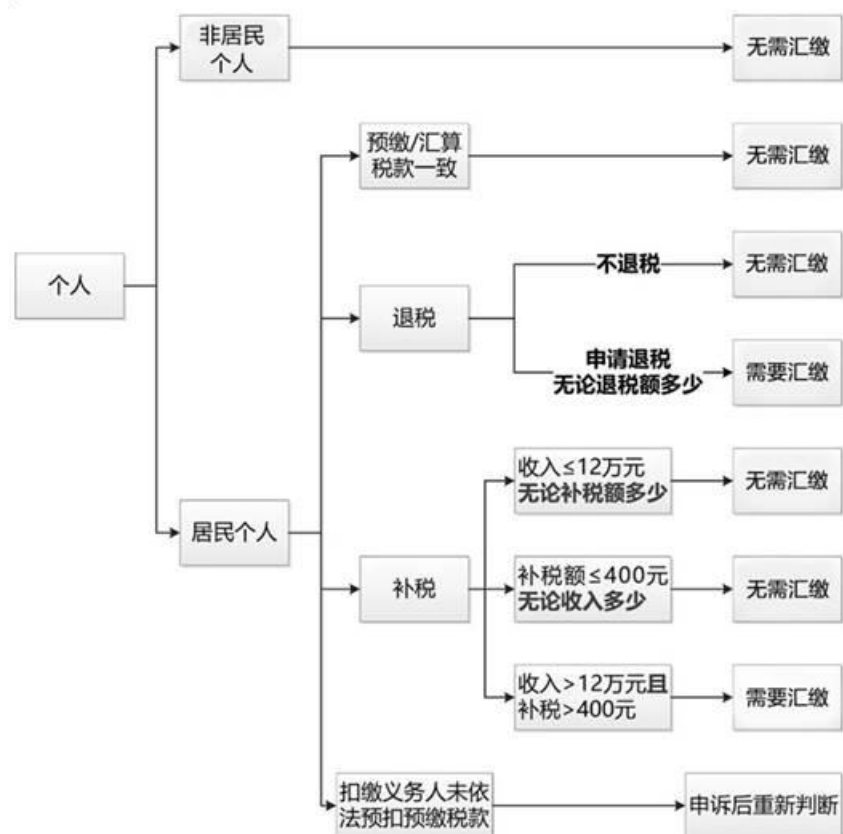 非居民
个人
无需汇缴
预缴/汇算
税款一致
无需汇缴
个人
退税
不退税
无需汇缴
申请退税
无论退税额多少
需要汇缴
居民个人
补税
收入≤12万元
无论补税额多少
无需汇缴
补税额≤400元
无论收入多少
无需汇缴
收入>12万元且
补税>400元
需要汇缴
扣缴义务人未依
法预扣预缴税款
申诉后重新判断